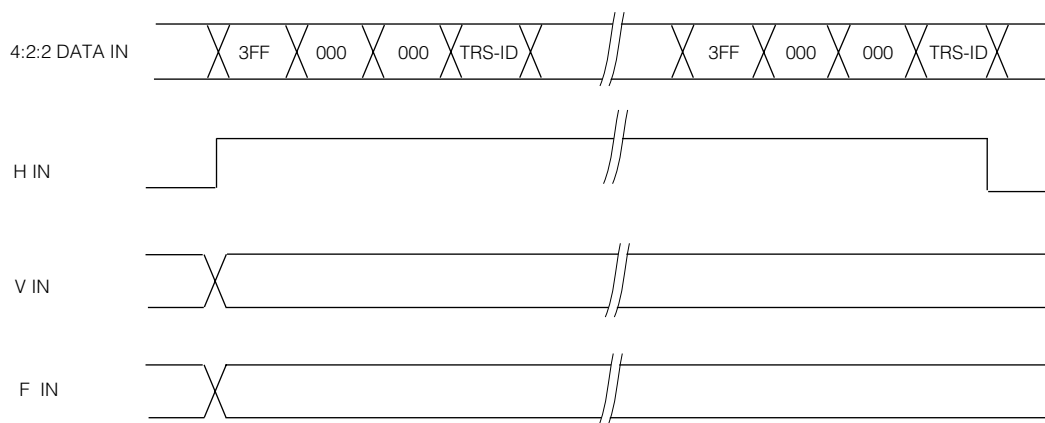 4:2:2 DATA IN 3FF 000 000 TRS-ID 3FF 000 000 TRS-ID
H IN
V IN
F IN